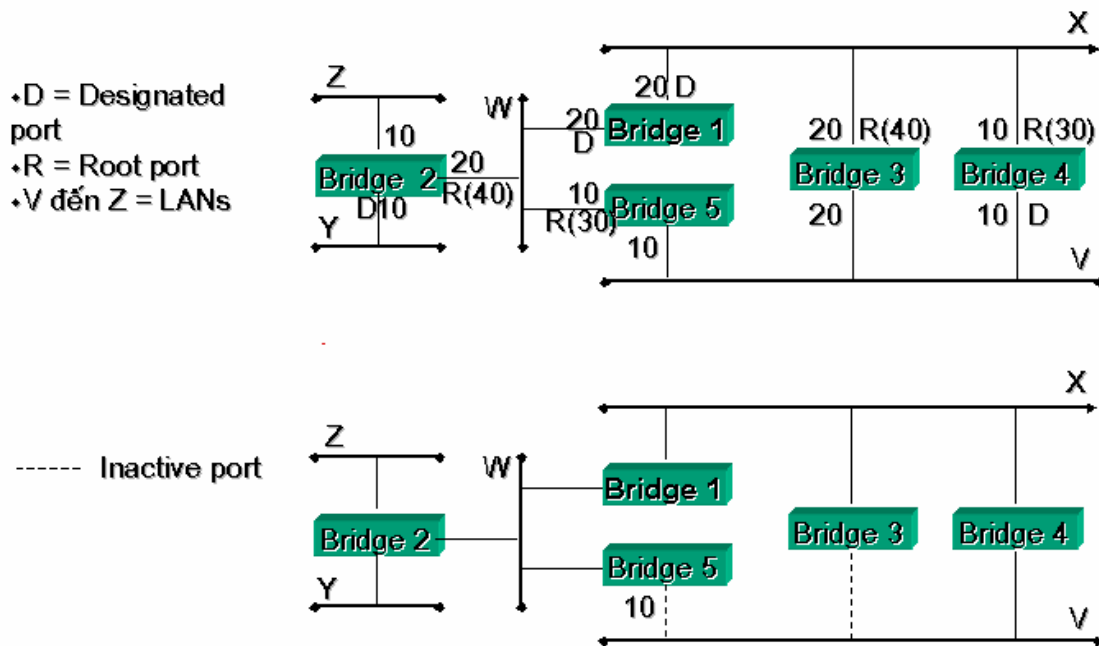 ◆D = Designated
port
◆R = Root port
◆V đến Z = LANs
X
Z
W
20 D
10
20
D
Bridge 1
20 R(40)
10 R(30)
Bridge 2
20
R(40)
10
R(30)
Bridge 5
Bridge 3
Bridge 4
D10
20
10 D
Y
10
V
X
Z
W
Inactive port
Bridge 1
Bridge 2
Bridge 3
Bridge 4
Bridge 5
Y
10
V